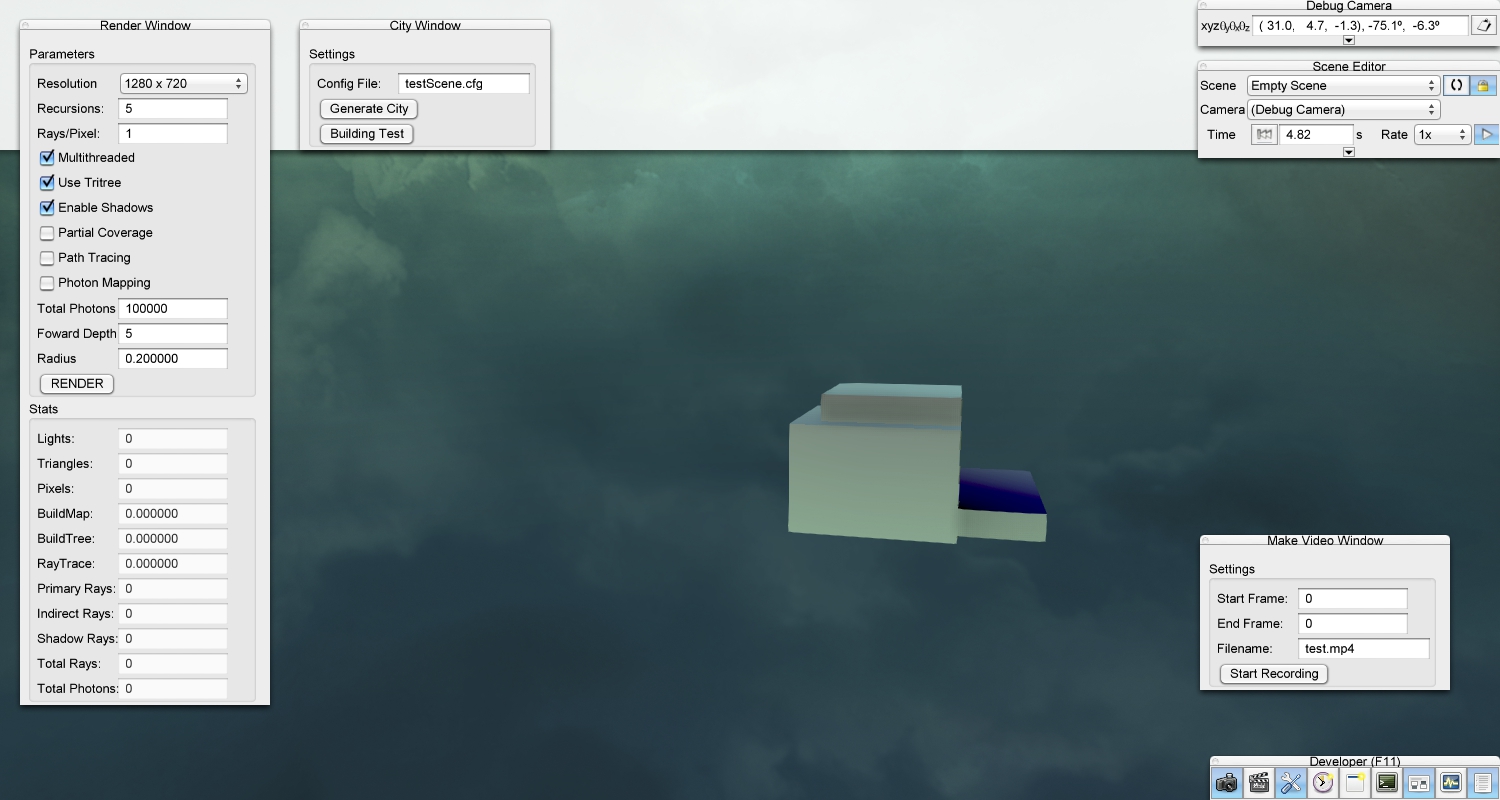 Render Window
Parameters
Resolution 1280 x 720
Recursions: 5
Rays/Pixel: 1
Multithreaded
Use Tritree
Enable Shadows
Partial Coverage
Path Tracing
Photon Mapping
Total Photons 100000
Foward Depth 5
Radius 0.200000
RENDER
Stats
Lights: 0
Triangles: 0
Pixels: 0
BuildMap: 0.000000
BuildTree: 0.000000
RayTrace: 0.000000
Primary Rays: 0
Indirect Rays: 0
Shadow Rays: 0
Total Rays: 0
Total Photons: 0
City Window
Settings
Config File: testScene.cfg
Generate City
Building Test
Debug Camera
xyzθyθxθz ( 31.0, 4.7, -1.3), -75.1º, -6.3º
Scene Editor
Scene Empty Scene
Camera (Debug Camera)
Time 4.82 s Rate 1x
Make Video Window
Settings
Start Frame: 0
End Frame: 0
Filename: test.mp4
Start Recording
Developer (F11)